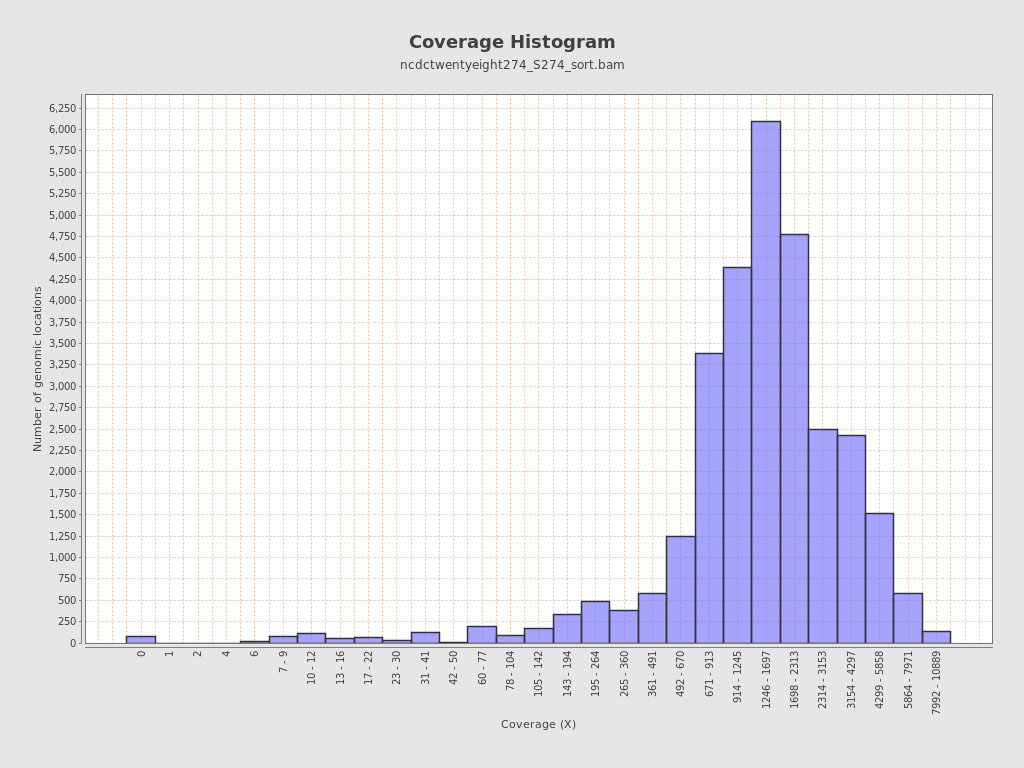 Coverage Histogram
ncdctwentyeight274_S274_sort.bam
Number of genomic locations
6,250
6,000
5,750
5,500
5,250
5,000
4,750
4,500
4,250
4,000
3,750
3,500
3,250
3,000
2,750
2,500
2,250
2,000
1,750
1,500
1,250
1,000
750
500
250
0
0
1
2
4
6
7 - 9
10 - 12
13 - 16
17 - 22
23 - 30
31 - 41
42 - 50
60 - 77
78 - 104
105 - 142
143 - 194
195 - 264
265 - 360
361 - 491
492 - 670
671 - 913
914 - 1245
1246 - 1697
1698 - 2313
2314 - 3153
3154 - 4297
4299 - 5858
5864 - 7971
7992 - 10889
Coverage (X)